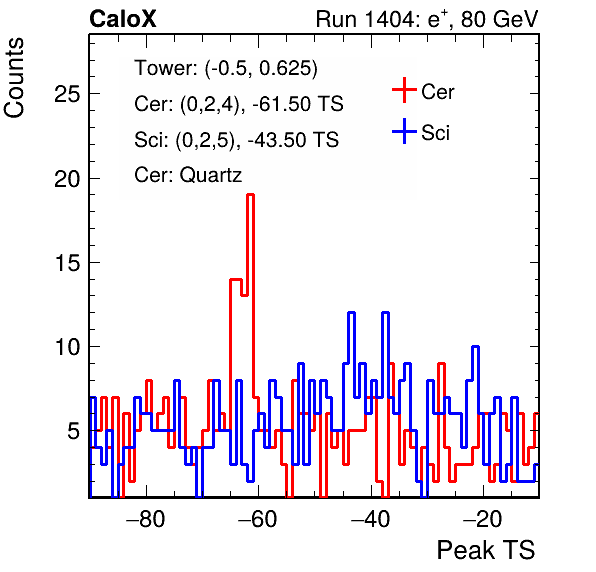 CaloX Run 1404: e⁺, 80 GeV
Counts
Tower: (-0.5, 0.625)
Cer: (0,2,4), -61.50 TS
Sci: (0,2,5), -43.50 TS
Cer: Quartz
Cer
Sci
25
20
15
10
5
−80 −60 −40 −20
Peak TS